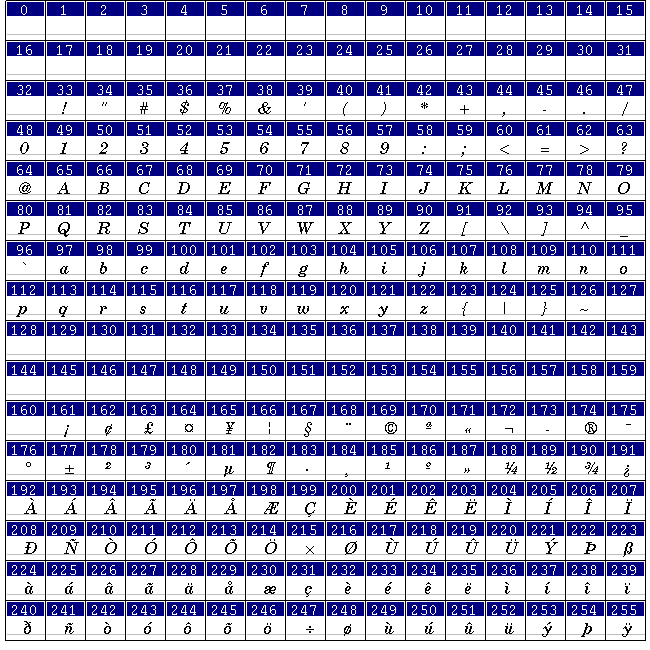 0 1 2 3 4 5 6 7 8 9 10 11 12 13 14 15
16 17 18 19 20 21 22 23 24 25 26 27 28 29 30 31
32 33 34 35 36 37 38 39 40 41 42 43 44 45 46 47
! " # $ % & ' ( ) * + , - . /
48 49 50 51 52 53 54 55 56 57 58 59 60 61 62 63
0 1 2 3 4 5 6 7 8 9 : ; < = > ?
64 65 66 67 68 69 70 71 72 73 74 75 76 77 78 79
@ A B C D E F G H I J K L M N O
80 81 82 83 84 85 86 87 88 89 90 91 92 93 94 95
P Q R S T U V W X Y Z [ \ ] ^ _
96 97 98 99 100 101 102 103 104 105 106 107 108 109 110 111
` a b c d e f g h i j k l m n o
112 113 114 115 116 117 118 119 120 121 122 123 124 125 126 127
p q r s t u v w x y z { | } ~
128 129 130 131 132 133 134 135 136 137 138 139 140 141 142 143
144 145 146 147 148 149 150 151 152 153 154 155 156 157 158 159
160 161 162 163 164 165 166 167 168 169 170 171 172 173 174 175
¡ ¢ £ ¤ ¥ ¦ § ¨ © ª « ¬ - ® ¯
176 177 178 179 180 181 182 183 184 185 186 187 188 189 190 191
° ± ² ³ ´ µ ¶ · ¸ ¹ º » ¼ ½ ¾ ¿
192 193 194 195 196 197 198 199 200 201 202 203 204 205 206 207
À Á Â Ã Ä Å Æ Ç È É Ê Ë Ì Í Î Ï
208 209 210 211 212 213 214 215 216 217 218 219 220 221 222 223
Ð Ñ Ò Ó Ô Õ Ö × Ø Ù Ú Û Ü Ý Þ ß
224 225 226 227 228 229 230 231 232 233 234 235 236 237 238 239
à á â ã ä å æ ç è é ê ë ì í î ï
240 241 242 243 244 245 246 247 248 249 250 251 252 253 254 255
ð ñ ò ó ô õ ö ÷ ø ù ú û ü ý þ ÿ